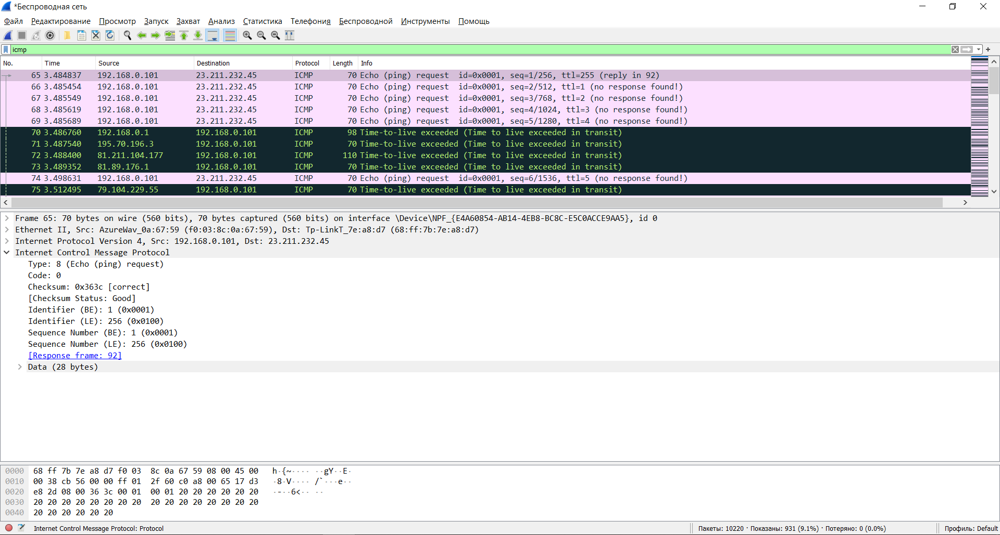 *Беспроводная сеть
Файл Редактирование Просмотр Запуск Захват Анализ Статистика Телефония Беспроводной Инструменты Помощь
icmp
No. Time Source Destination Protocol Length Info
65 3.484837 192.168.0.101 23.211.232.45 ICMP 70 Echo (ping) request id=0x0001, seq=1/256, ttl=255 (reply in 92)
66 3.485454 192.168.0.101 23.211.232.45 ICMP 70 Echo (ping) request id=0x0001, seq=2/512, ttl=1 (no response found!)
67 3.485549 192.168.0.101 23.211.232.45 ICMP 70 Echo (ping) request id=0x0001, seq=3/768, ttl=2 (no response found!)
68 3.485619 192.168.0.101 23.211.232.45 ICMP 70 Echo (ping) request id=0x0001, seq=4/1024, ttl=3 (no response found!)
69 3.485689 192.168.0.101 23.211.232.45 ICMP 70 Echo (ping) request id=0x0001, seq=5/1280, ttl=4 (no response found!)
70 3.486760 192.168.0.1 192.168.0.101 ICMP 98 Time-to-live exceeded (Time to live exceeded in transit)
71 3.487540 195.70.196.3 192.168.0.101 ICMP 70 Time-to-live exceeded (Time to live exceeded in transit)
72 3.488400 81.211.104.177 192.168.0.101 ICMP 110 Time-to-live exceeded (Time to live exceeded in transit)
73 3.489352 81.89.176.1 192.168.0.101 ICMP 70 Time-to-live exceeded (Time to live exceeded in transit)
74 3.498631 192.168.0.101 23.211.232.45 ICMP 70 Echo (ping) request id=0x0001, seq=6/1536, ttl=5 (no response found!)
75 3.512495 79.104.229.55 192.168.0.101 ICMP 70 Time-to-live exceeded (Time to live exceeded in transit)
Frame 65: 70 bytes on wire (560 bits), 70 bytes captured (560 bits) on interface \Device\NPF_{E4A60854-AB14-4EB8-BC8C-E5C0ACCE9AA5}, id 0
Ethernet II, Src: AzureWav_0a:67:59 (f0:03:8c:0a:67:59), Dst: Tp-LinkT_7e:a8:d7 (68:ff:7b:7e:a8:d7)
Internet Protocol Version 4, Src: 192.168.0.101, Dst: 23.211.232.45
Internet Control Message Protocol
Type: 8 (Echo (ping) request)
Code: 0
Checksum: 0x363c [correct]
[Checksum Status: Good]
Identifier (BE): 1 (0x0001)
Identifier (LE): 256 (0x0100)
Sequence Number (BE): 1 (0x0001)
Sequence Number (LE): 256 (0x0100)
[Response frame: 92]
Data (28 bytes)
0000 68 ff 7b 7e a8 d7 f0 03 8c 0a 67 59 08 00 45 00 h·{~···· ··gY··E·
0010 00 38 cb 56 00 00 ff 01 2f 60 c0 a8 00 65 17 d3 ·8·V···· /`···e··
0020 e8 2d 08 00 36 3c 00 01 00 01 20 20 20 20 20 20 ·-··6<·· ··
0030 20 20 20 20 20 20 20 20 20 20 20 20 20 20 20 20
0040 20 20 20 20 20 20
Internet Control Message Protocol: Protocol Пакеты: 10220 · Показаны: 931 (9.1%) · Потеряно: 0 (0.0%) Профиль: Default